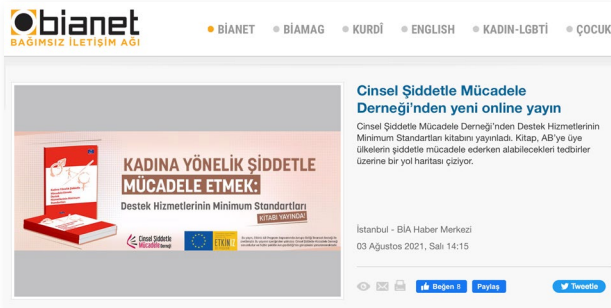 bianet
BAĞIMSIZ İLETİŞİM AĞI
BİANET
BİAMAG
KURDÎ
ENGLISH
KADIN-LGBTİ
ÇOCUK
KADINA YÖNELİK ŞİDDETLE
MÜCADELE ETMEK:
Destek Hizmetlerinin Minimum Standartları
KİTABI YAYINDA!
Cinsel Şiddetle
Mücadele Derneği
ETKİNİZ
Cinsel Şiddetle Mücadele
Derneği'nden yeni online yayın
Cinsel Şiddetle Mücadele Derneği'nden Destek Hizmetlerinin
Minimum Standartları kitabını yayınladı. Kitap, AB'ye üye
ülkelerin şiddetle mücadele ederken alabilecekleri tedbirler
üzerine bir yol haritası çiziyor.
İstanbul - BİA Haber Merkezi
03 Ağustos 2021, Salı 14:15
Beğen 8
Paylaş
Tweetle